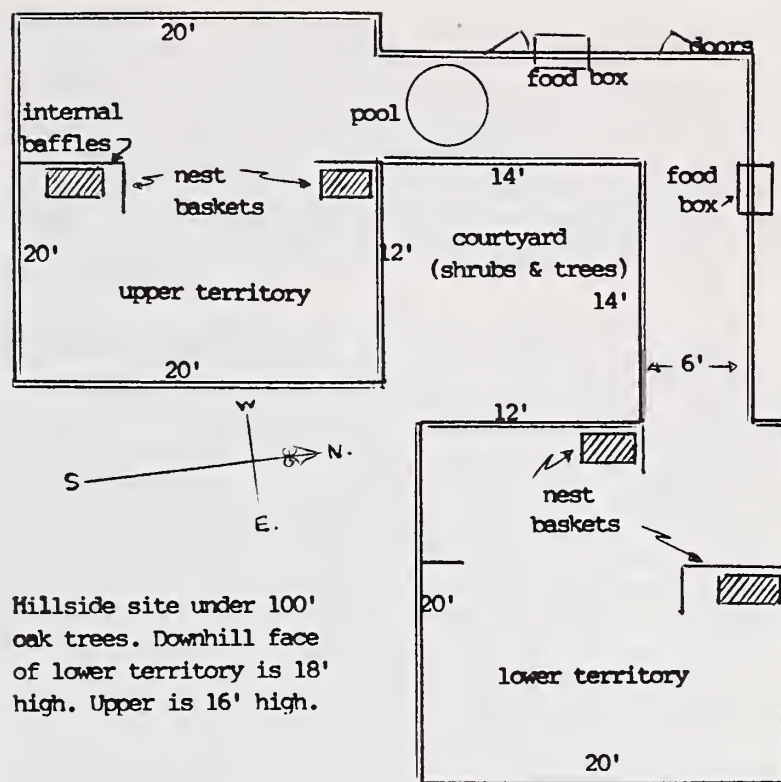 20'
doors
food box
internal
baffles
pool
nest
baskets
14'
food
box
20'
12'
courtyard
(shrubs & trees)
14'
upper territory
6'
20'
12'
W
S
N.
E.
nest
baskets
Hillside site under 100'
oak trees. Downhill face
of lower territory is 18'
high. Upper is 16' high.
20'
lower territory
20'